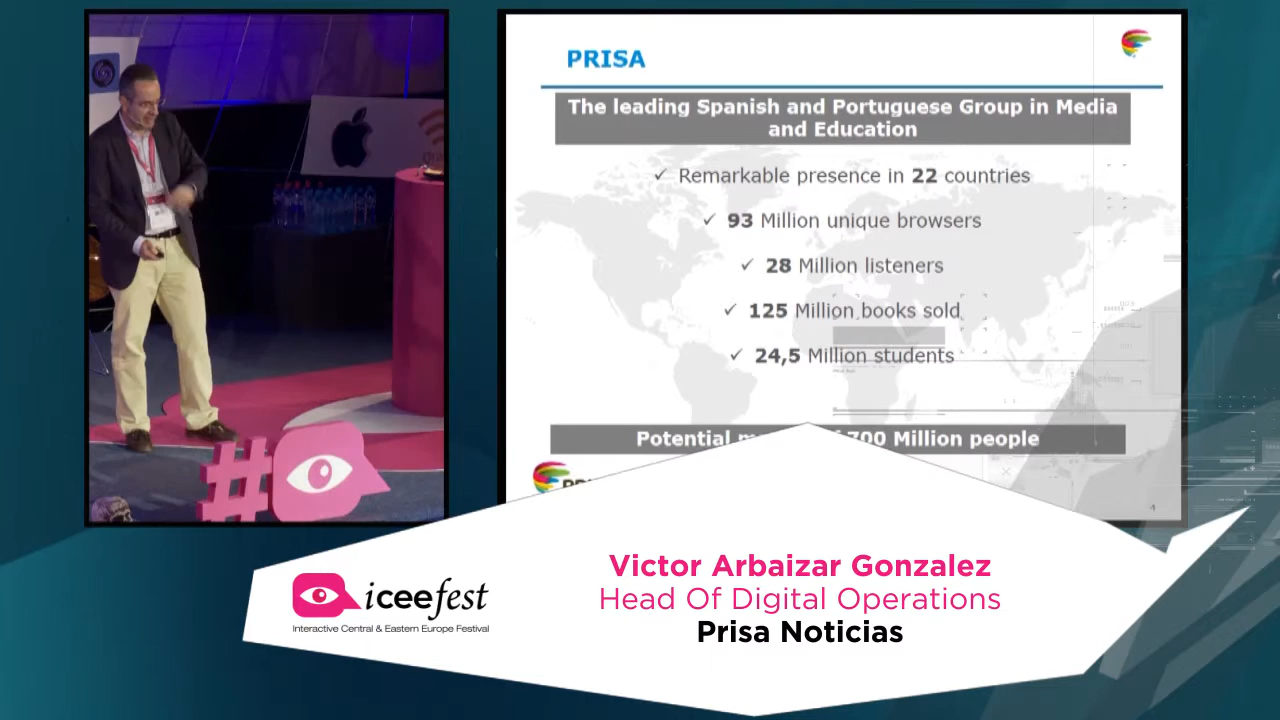 PRISA
The leading Spanish and Portuguese Group in Media
and Education
✓ Remarkable presence in 22 countries
✓ 93 Million unique browsers
✓ 28 Million listeners
✓ 125 Million books sold
✓ 24,5 Million students
Potential 700 Million people
4
#
iceefest
Interactive Central & Eastern Europe Festival
Victor Arbaizar Gonzalez
Head Of Digital Operations
Prisa Noticias